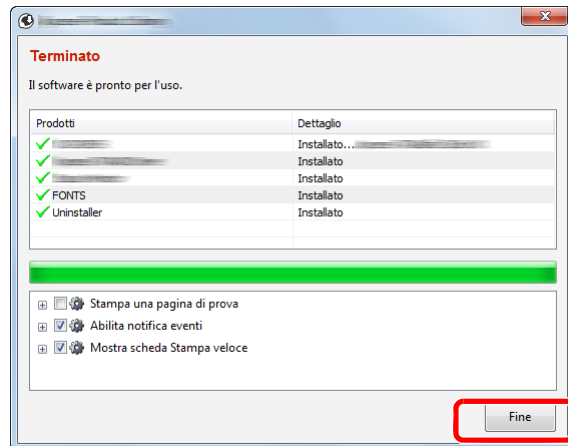 Terminato
Il software è pronto per l'uso.
Prodotti Dettaglio
Installato...
Installato
Installato
FONTS Installato
Uninstaller Installato
Stampa una pagina di prova
Abilita notifica eventi
Mostra scheda Stampa veloce
Fine